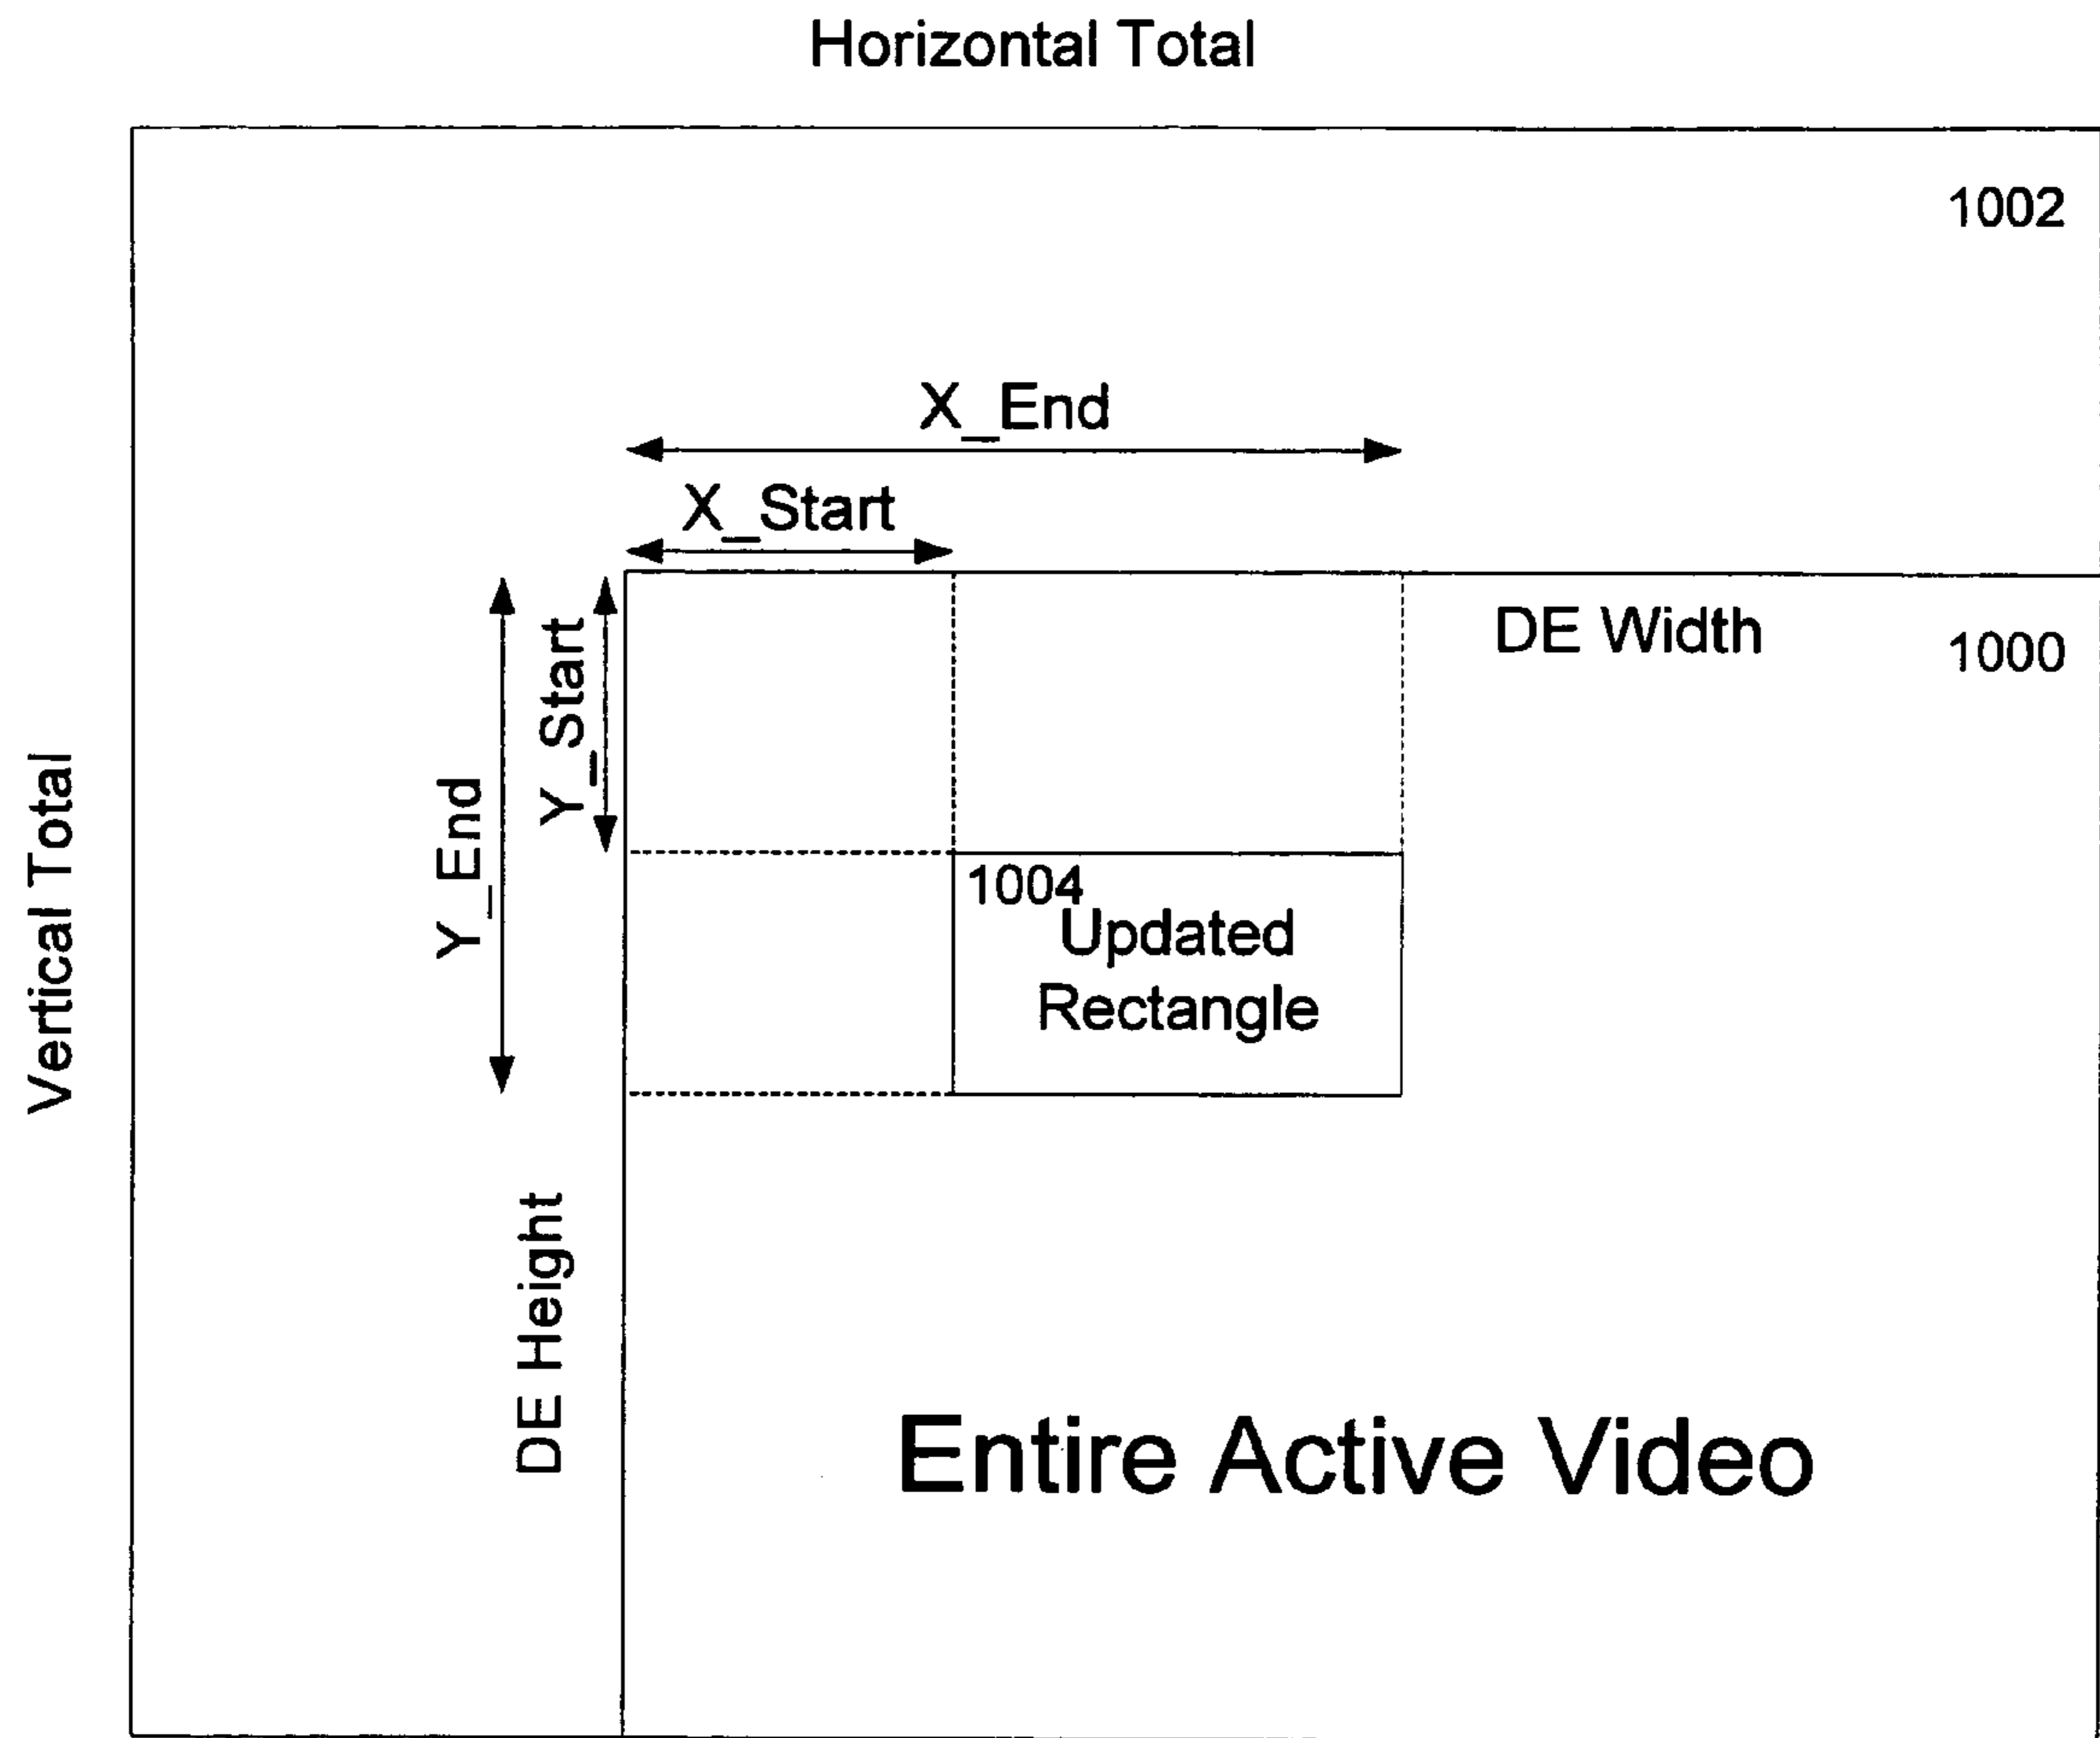 Horizontal Total
1002
X_End
X_Start
DE Width
1000
Y_Start
Y_End
Vertical Total
1004
Updated
Rectangle
DE Height
Entire Active Video